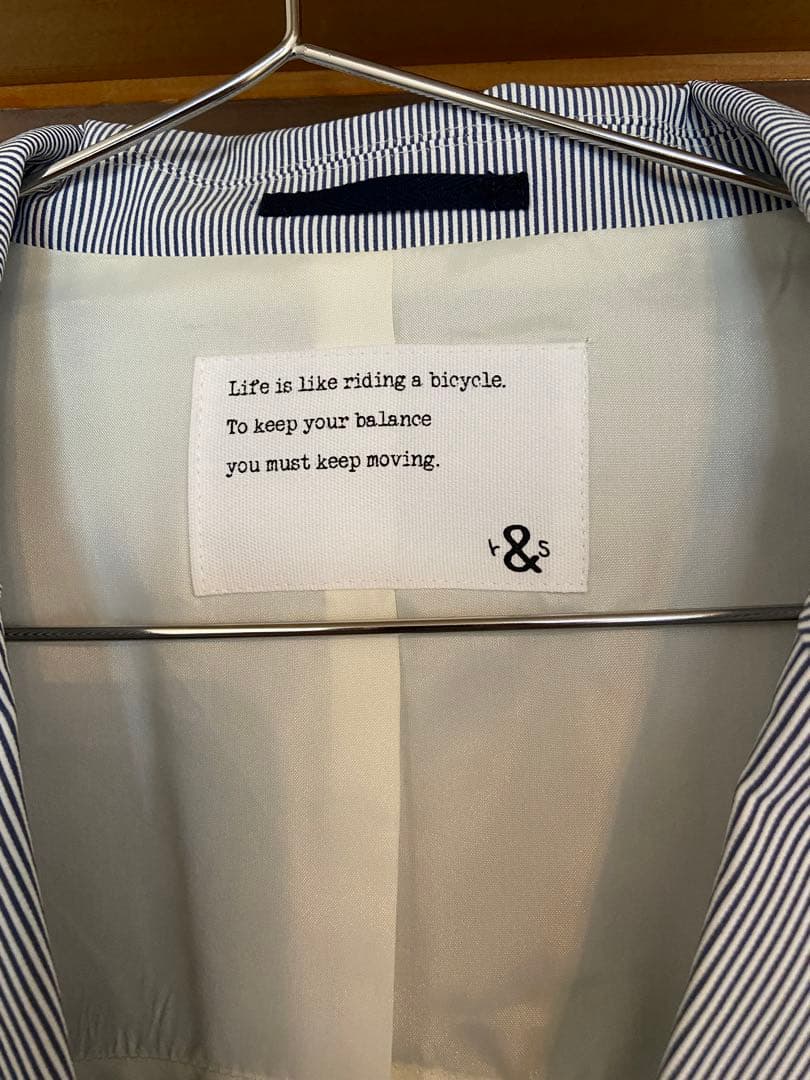 Life is like riding a bicycle.
To keep your balance
you must keep moving.
t&s